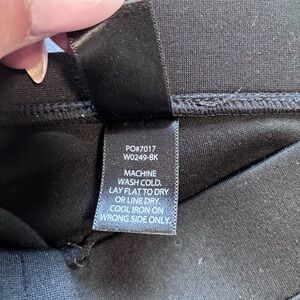 PO#7017
W0249-BK
MACHINE
WASH COLD.
LAY FLAT TO DRY
OR LINE DRY.
COOL IRON ON
WRONG SIDE ONLY.